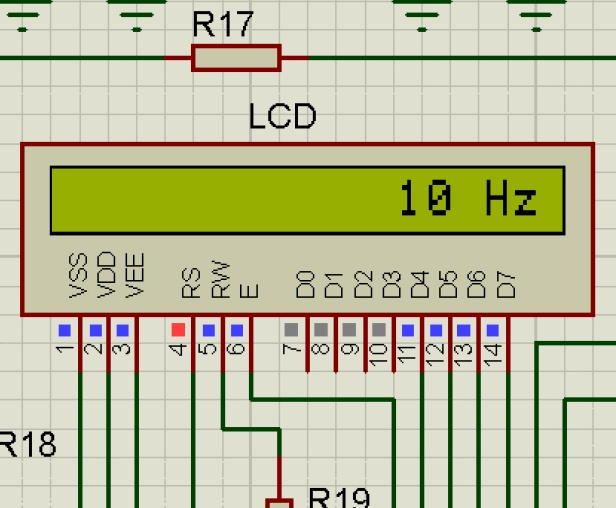 R17
LCD
10 Hz
VSS VDD VEE RS RW E D0 D1 D2 D3 D4 D5 D6 D7
1 2 3 4 5 6 7 8 9 10 11 12 13 14
R18
R19